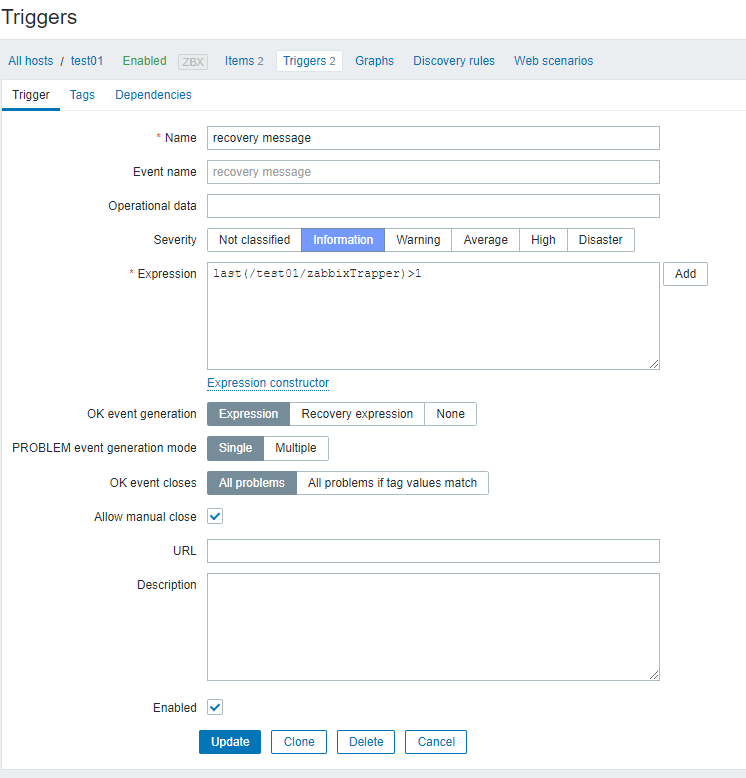 Triggers
All hosts / test01 Enabled ZBX Items 2 Triggers 2 Graphs Discovery rules Web scenarios
Trigger Tags Dependencies
* Name recovery message
Event name recovery message
Operational data
Severity Not classified Information Warning Average High Disaster
* Expression last(/test01/zabbixTrapper)>1 Add
Expression constructor
OK event generation Expression Recovery expression None
PROBLEM event generation mode Single Multiple
OK event closes All problems All problems if tag values match
Allow manual close
URL
Description
Enabled
Update Clone Delete Cancel